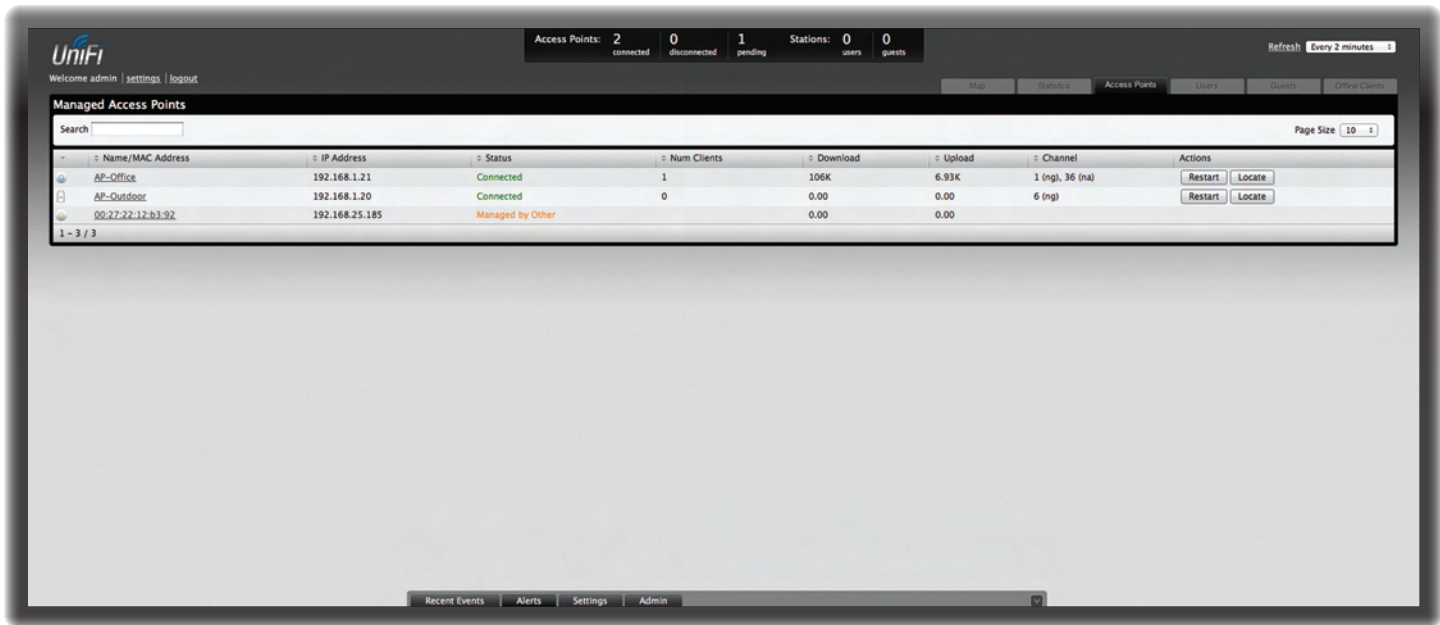 UniFi
Access Points: 2 connected 0 disconnected 1 pending Stations: 0 users 0 guests
Refresh Every 2 minutes
Welcome admin settings logout
Map Statistics Access Points Users Guests Offline Clients
Managed Access Points
Search
Page Size 10
Name/MAC Address IP Address Status Num Clients Download Upload Channel Actions
AP-Office 192.168.1.21 Connected 1 106K 6.93K 1 (ng), 36 (na) Restart Locate
AP-Outdoor 192.168.1.20 Connected 0 0.00 0.00 6 (ng) Restart Locate
00:27:22:12:b3:92 192.168.25.185 Managed by Other 0.00 0.00
1 - 3 / 3
Recent Events Alerts Settings Admin